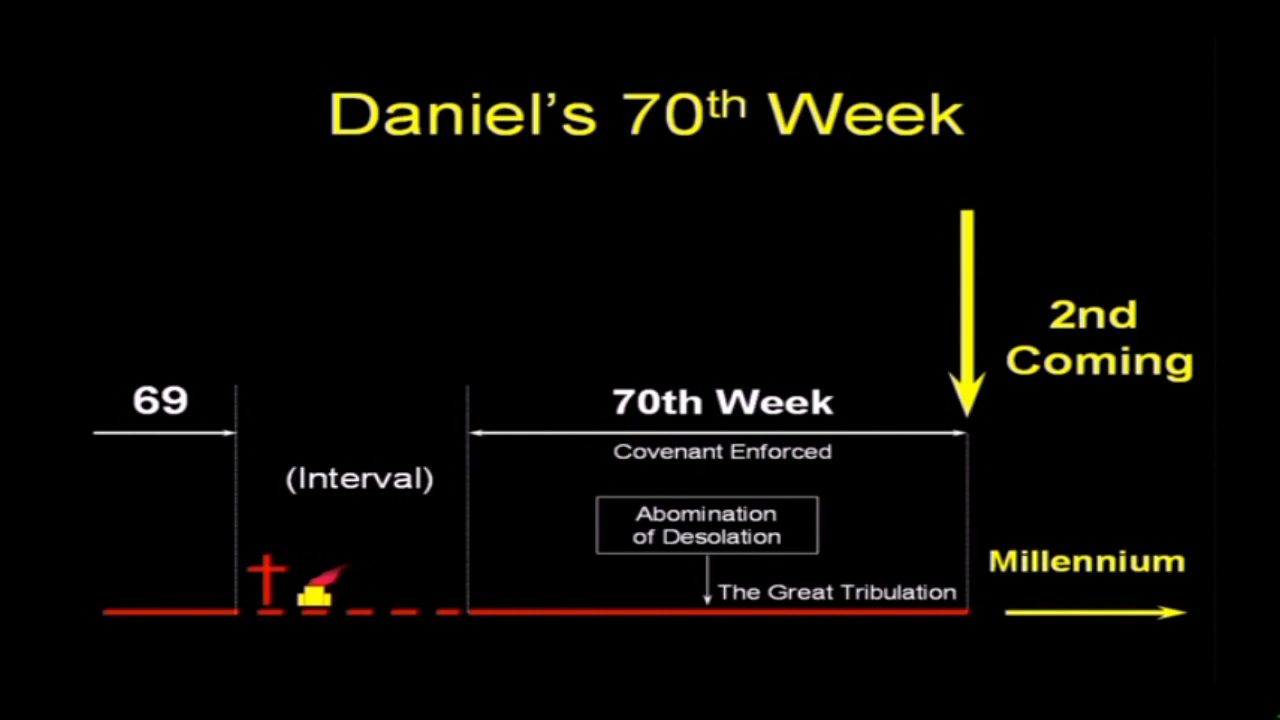 Daniel’s 70th Week
2nd
Coming
69
70th Week
Covenant Enforced
(Interval)
Abomination
of Desolation
The Great Tribulation
Millennium